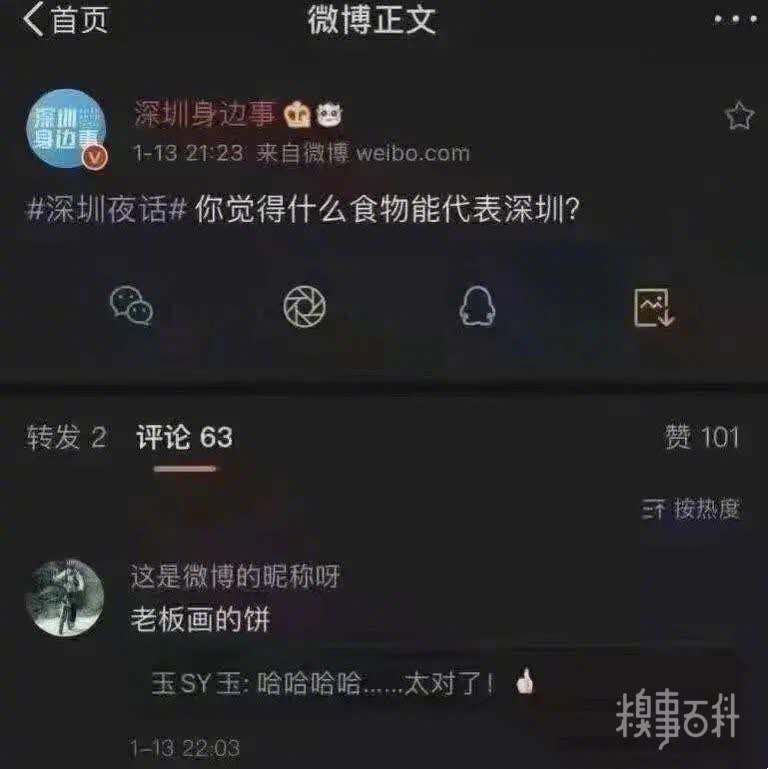 首页
微博正文
深圳身边事
深圳身边事
1-13 21:23 来自微博 weibo.com
#深圳夜话# 你觉得什么食物能代表深圳？
转发 2 评论 63 赞 101
按热度
这是微博的昵称呀
老板画的饼
玉SY玉: 哈哈哈哈……太对了！
1-13 22:03
糗事百科